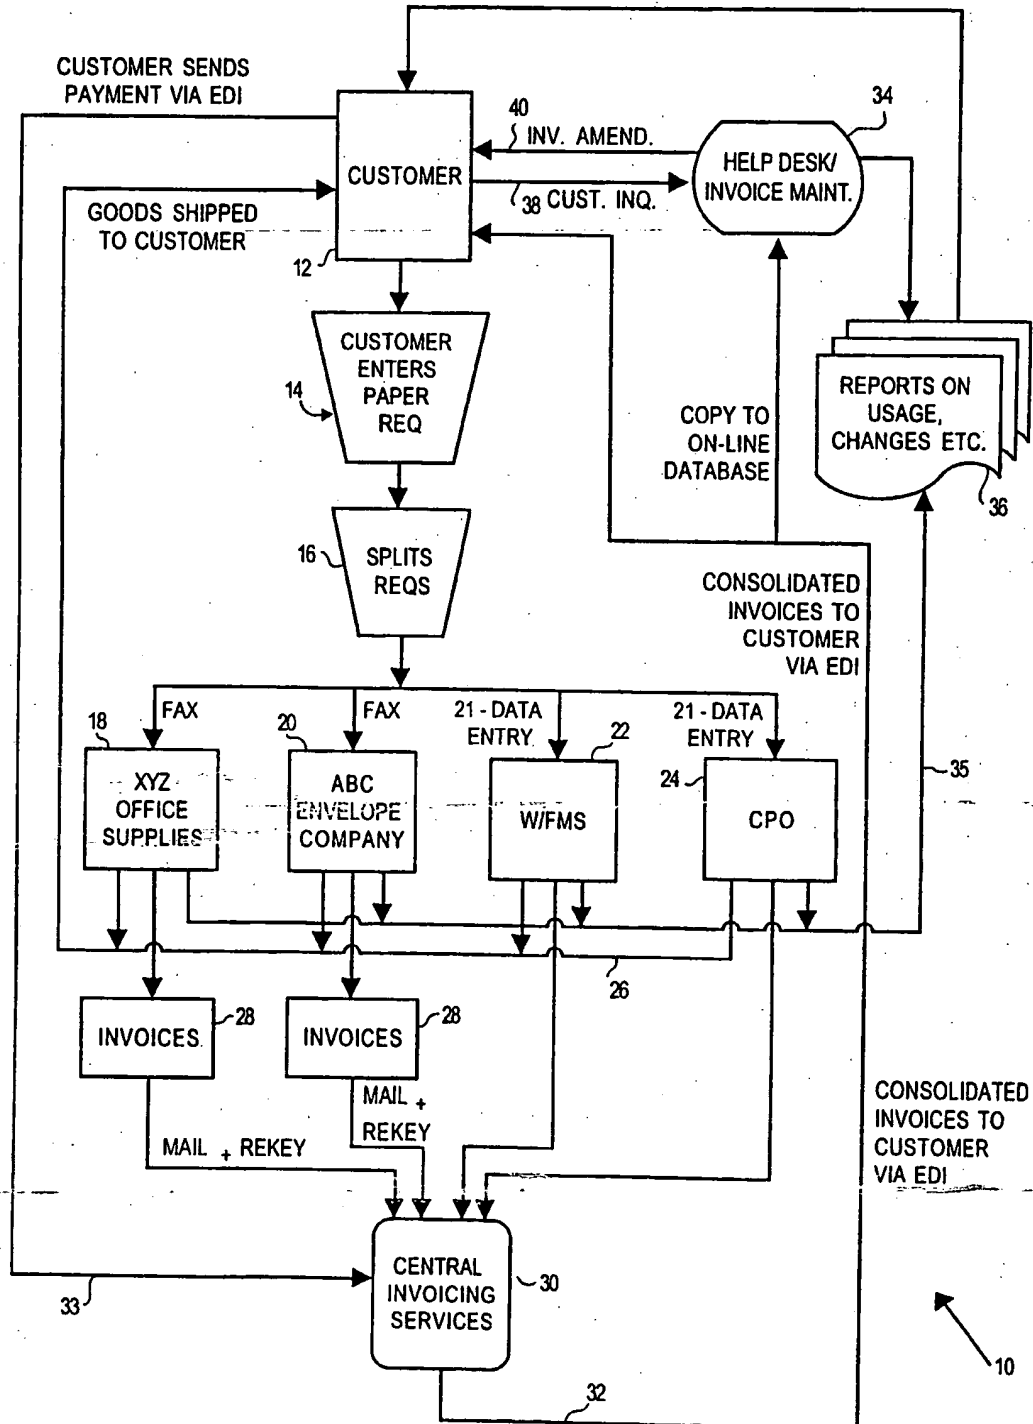 CUSTOMER SENDS
PAYMENT VIA EDI
40
INV. AMEND.
34
HELP DESK/
INVOICE MAINT.
CUSTOMER
38 CUST. INQ.
GOODS SHIPPED
TO CUSTOMER
12
CUSTOMER
ENTERS
PAPER
REQ
14
REPORTS ON
USAGE,
CHANGES ETC.
36
COPY TO
ON-LINE
DATABASE
16
SPLITS
REQS
CONSOLIDATED
INVOICES TO
CUSTOMER
VIA EDI
FAX
FAX
21 - DATA
ENTRY
21 - DATA
ENTRY
18
XYZ
OFFICE
SUPPLIES
20
ABC
ENVELOPE
COMPANY
22
W/FMS
24
CPO
35
26
INVOICES
28
INVOICES
28
MAIL +
REKEY
MAIL + REKEY
CONSOLIDATED
INVOICES TO
CUSTOMER
VIA EDI
CENTRAL
INVOICING
SERVICES
30
33
32
10